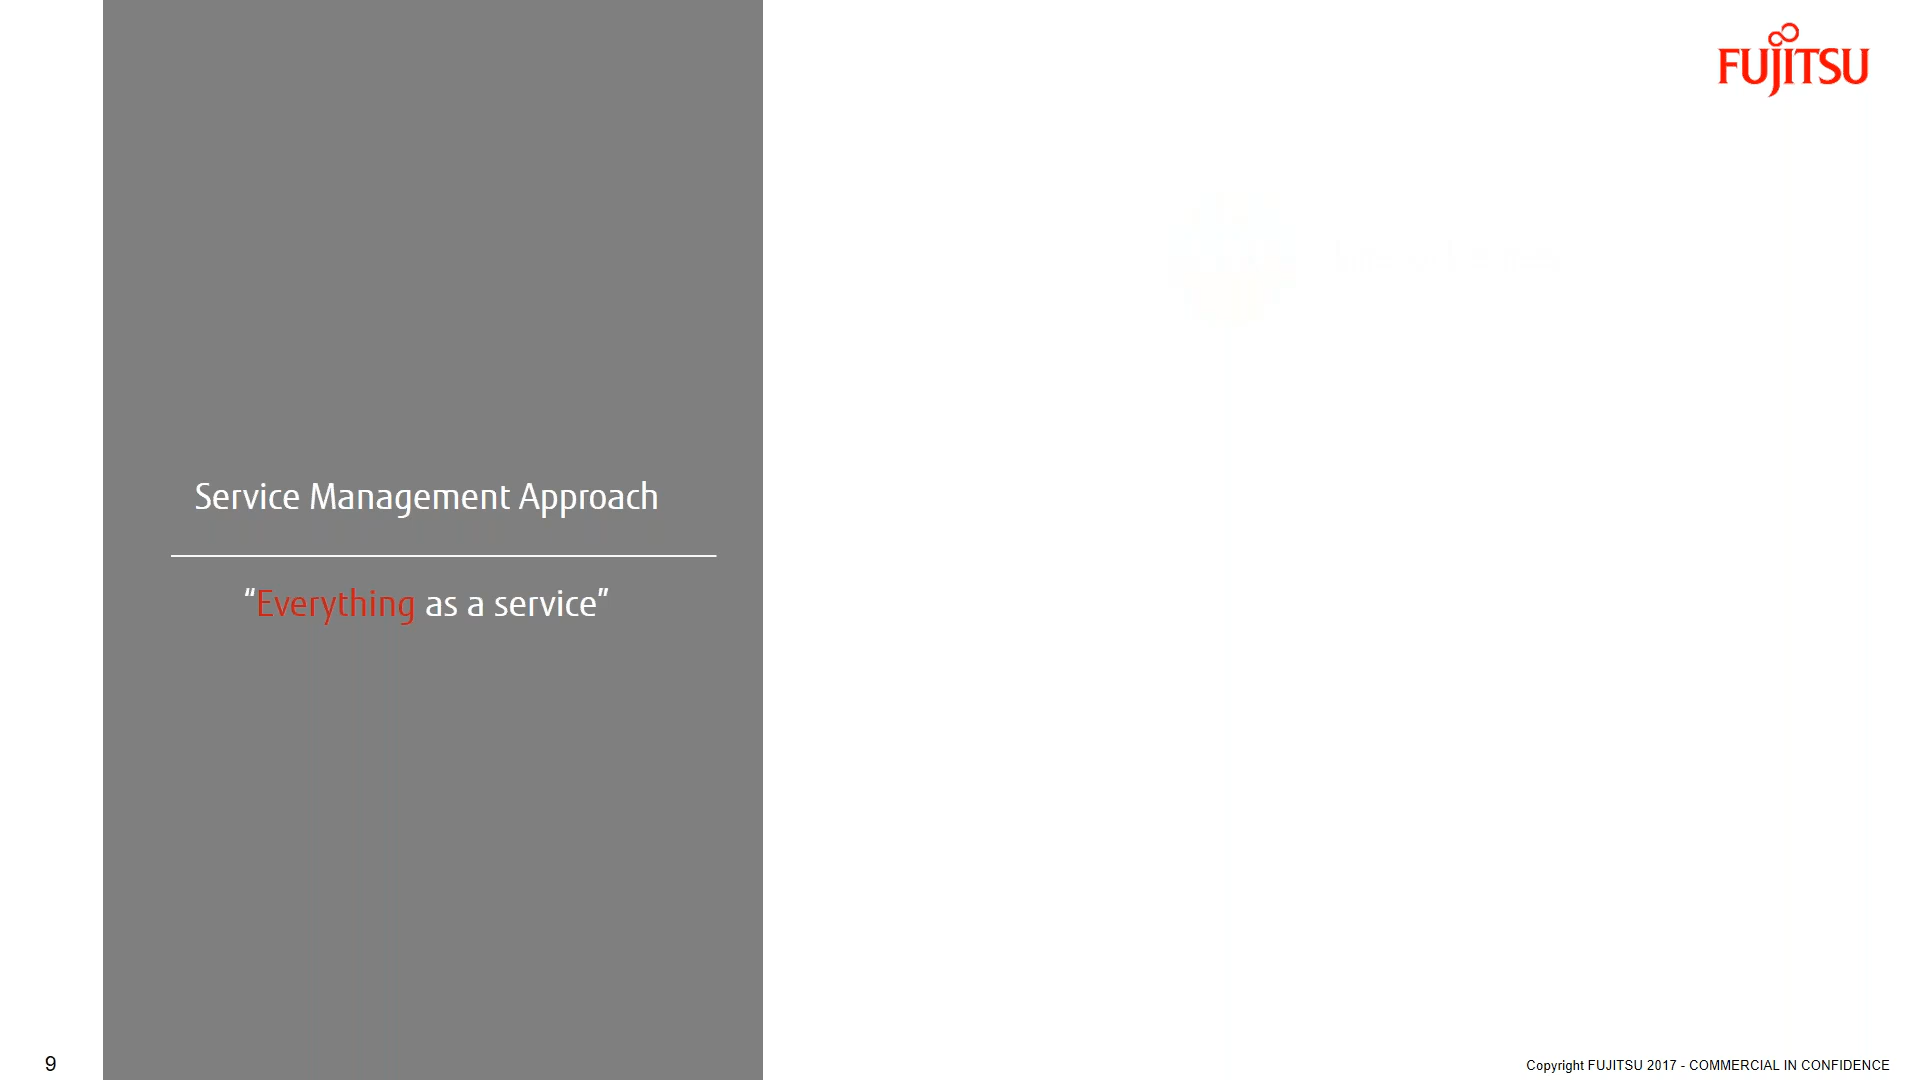 FUJITSU
Service Management Approach
“Everything as a service”
9
Copyright FUJITSU 2017 - COMMERCIAL IN CONFIDENCE